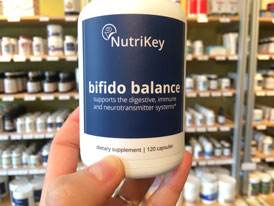 NutriKey
bifido balance
supports the digestive, immune
and neurotransmitter systems*
dietary supplement | 120 capsules